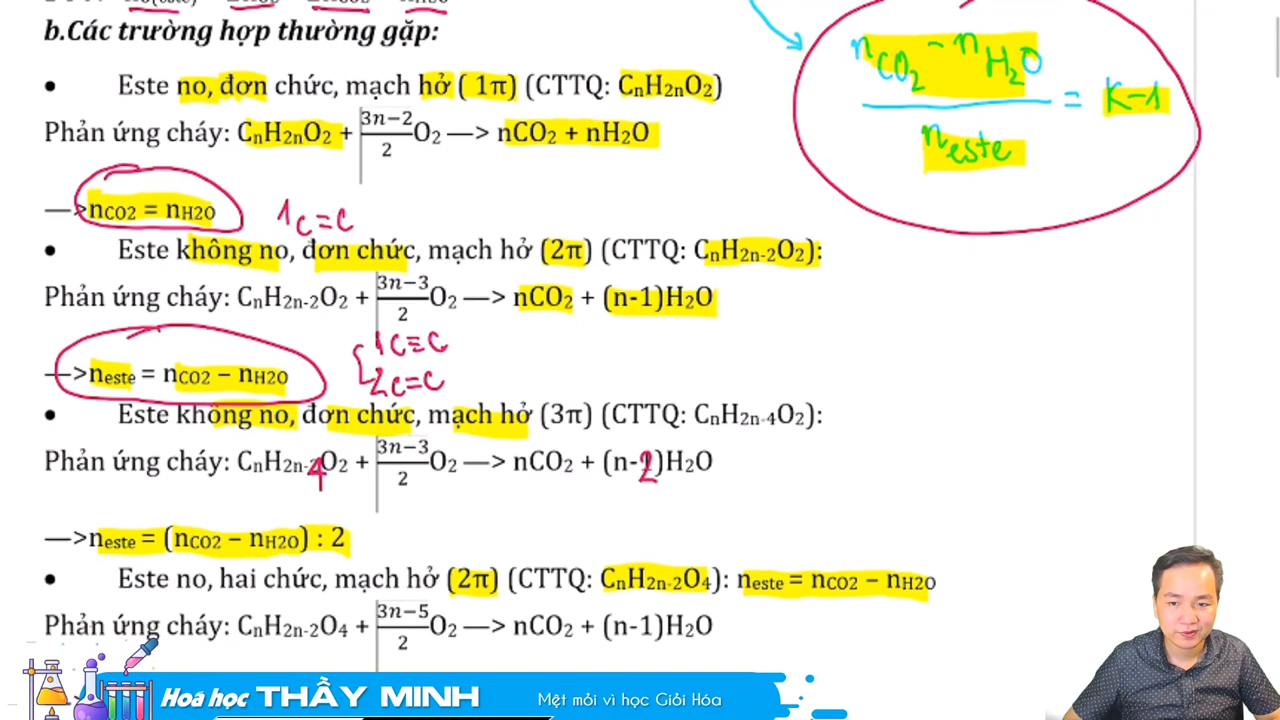 b.Các trường hợp thường gặp:
nCO2 - nH2O
neste
= K-1
• Este no, đơn chức, mạch hở ( 1π) (CTTQ: CnH2nO2)
Phản ứng cháy: CnH2nO2 + 3n−2/2 O2 —> nCO2 + nH2O
—>nCO2 = nH2O
1C=C
• Este không no, đơn chức, mạch hở (2π) (CTTQ: CnH2n-2O2):
Phản ứng cháy: CnH2n-2O2 + 3n−3/2 O2 —> nCO2 + (n-1)H2O
1C=C
—>neste = nCO2 – nH2O
2C=C
• Este không no, đơn chức, mạch hở (3π) (CTTQ: CnH2n-4O2):
Phản ứng cháy: CnH2n-4O2 + 3n−3/2 O2 —> nCO2 + (n-2)H2O
—>neste = (nCO2 – nH2O) : 2
• Este no, hai chức, mạch hở (2π) (CTTQ: CnH2n-2O4): neste = nCO2 – nH2O
Phản ứng cháy: CnH2n-2O4 + 3n−5/2 O2 —> nCO2 + (n-1)H2O
Hoá học THẦY MINH
Mệt mỏi vì học Giỏi Hóa